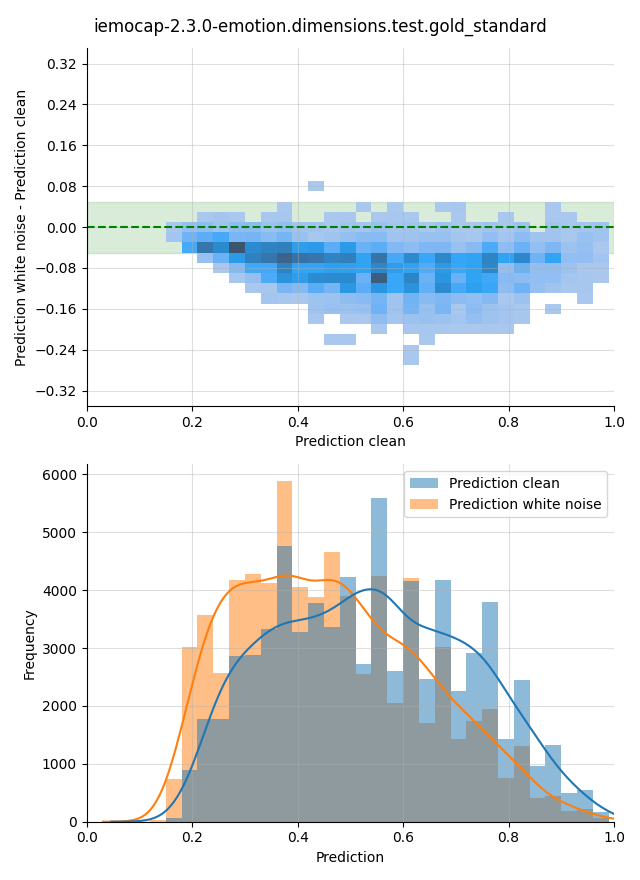 iemocap-2.3.0-emotion.dimensions.test.gold_standard
Prediction white noise - Prediction clean
0.32
0.24
0.16
0.08
0.00
−0.08
−0.16
−0.24
−0.32
0.0 0.2 0.4 0.6 0.8 1.0
Prediction clean
Frequency
6000
5000
4000
3000
2000
1000
0
Prediction clean
Prediction white noise
0.0 0.2 0.4 0.6 0.8 1.0
Prediction